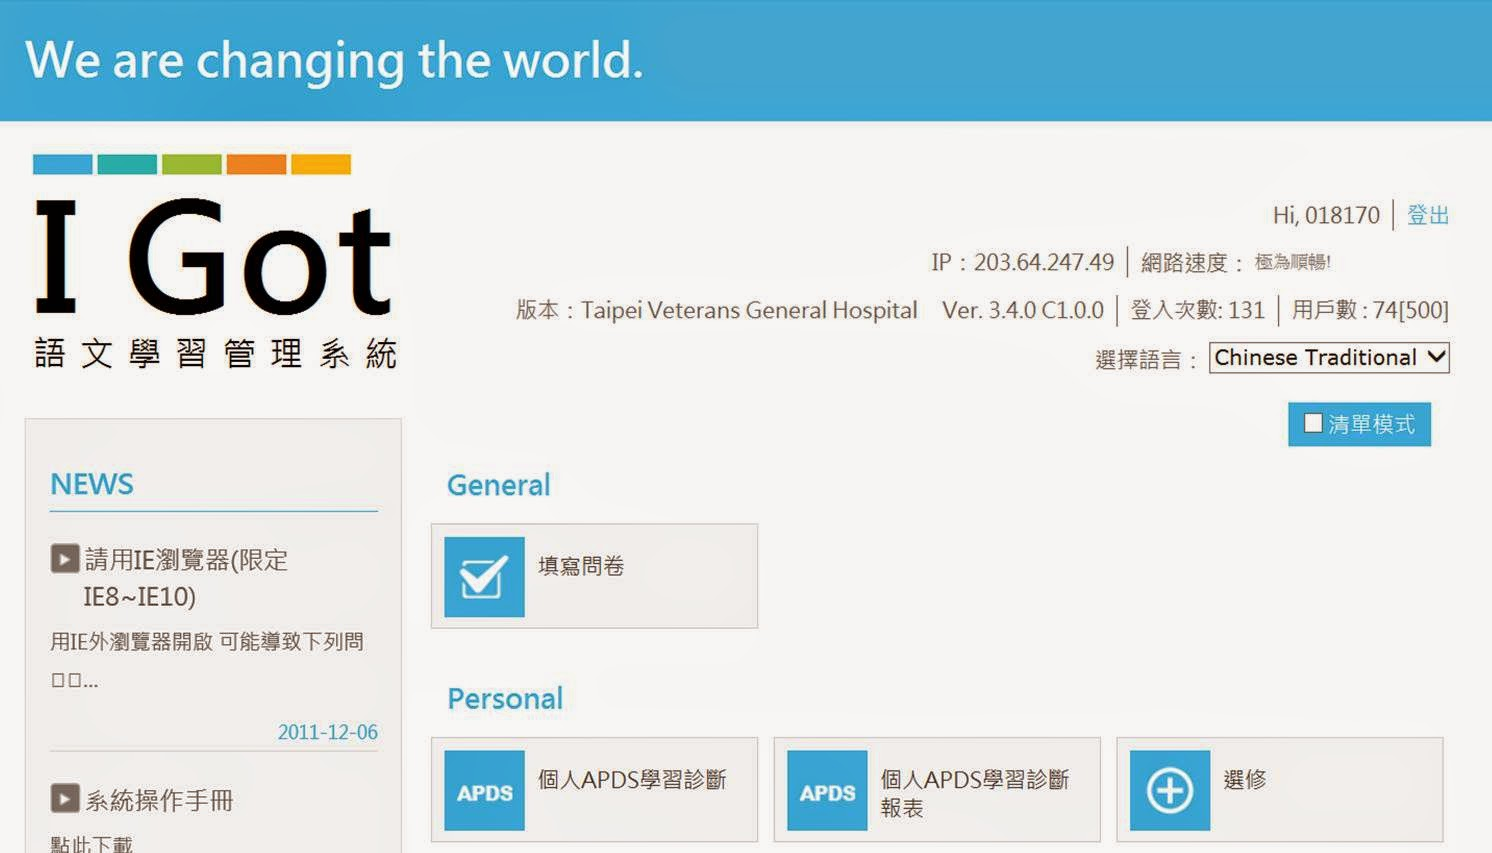 We are changing the world.
I Got
語文學習管理系統
Hi, 018170 登出
IP：203.64.247.49 網路速度： 極為順暢!
版本：Taipei Veterans General Hospital Ver. 3.4.0 C1.0.0 登入次數: 131 用戶數 : 74[500]
選擇語言： Chinese Traditional
清單模式
NEWS
請用IE瀏覽器(限定
IE8~IE10)
用IE外瀏覽器開啟 可能導致下列問
□□...
2011-12-06
系統操作手冊
點此下載
General
填寫問卷
Personal
APDS 個人APDS學習診斷
APDS 個人APDS學習診斷
報表
選修